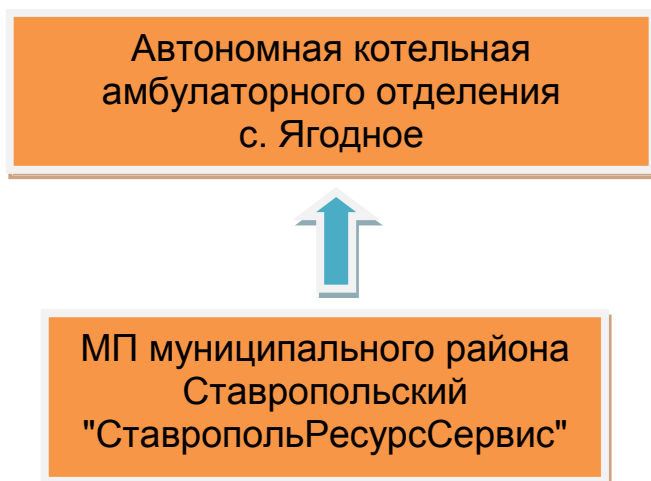 Автономная котельная
амбулаторного отделения
с. Ягодное
МП муниципального района
Ставропольский
"СтавропольРесурсСервис"